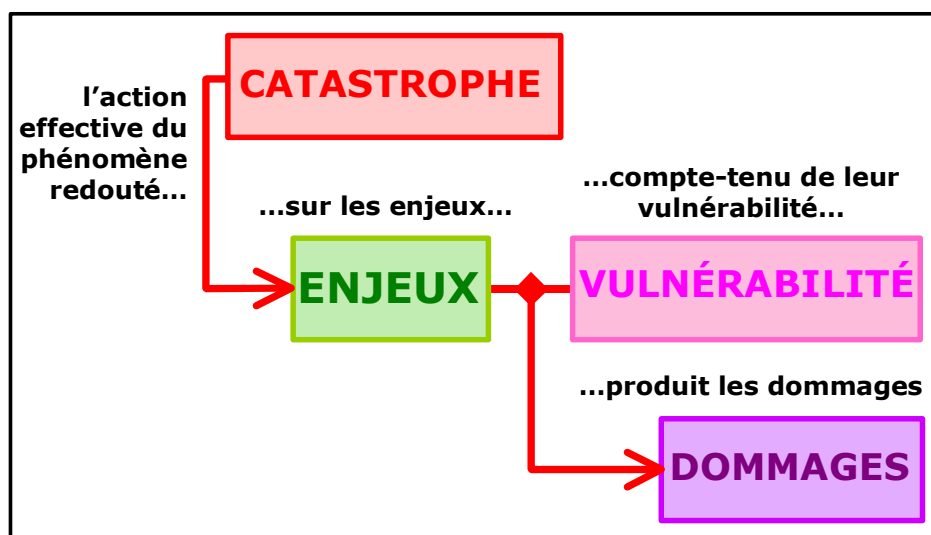 CATASTROPHE
l’action
effective du
phénomène
redouté...
...sur les enjeux...
ENJEUX
...compte-tenu de leur
vulnérabilité...
VULNÉRABILITÉ
...produit les dommages
DOMMAGES